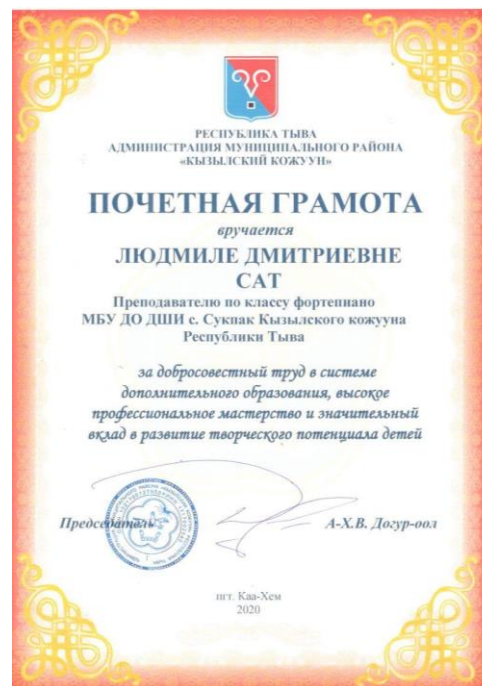 РЕСПУБЛИКА ТЫВА
АДМИНИСТРАЦИЯ МУНИЦИПАЛЬНОГО РАЙОНА
«КЫЗЫЛСКИЙ КОЖУУН»
ПОЧЕТНАЯ ГРАМОТА
вручается
ЛЮДМИЛЕ ДМИТРИЕВНЕ
САТ
Преподавателю по классу фортепиано
МБУ ДО ДШИ с. Сукпак Кызылского кожууна
Республики Тыва
за добросовестный труд в системе
дополнительного образования, высокое
профессиональное мастерство и значительный
вклад в развитие творческого потенциала детей
Председатель А-Х.В. Догур-оол
пгт. Каа-Хем
2020